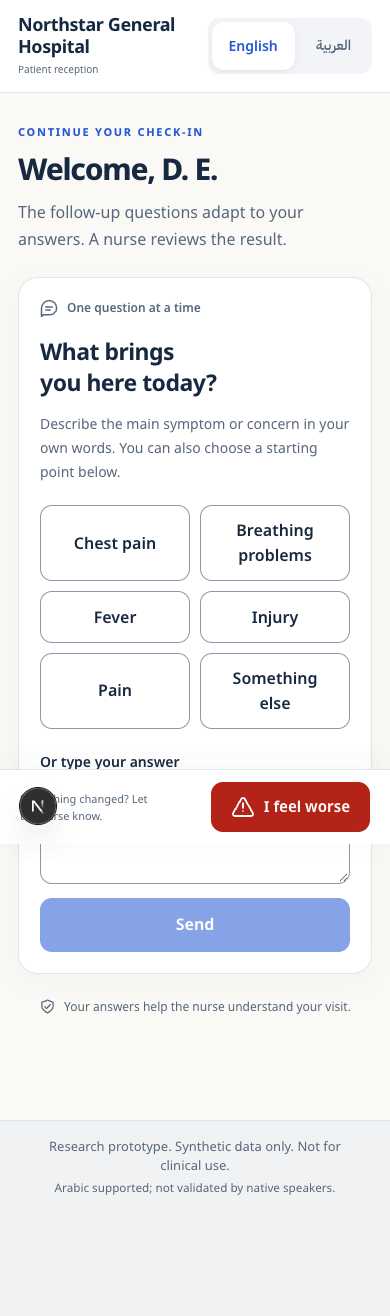 Northstar General
Hospital
Patient reception
English
العربية
CONTINUE YOUR CHECK-IN
Welcome, D. E.
The follow-up questions adapt to your
answers. A nurse reviews the result.
One question at a time
What brings
you here today?
Describe the main symptom or concern in your
own words. You can also choose a starting
point below.
Chest pain
Breathing
problems
Fever
Injury
Pain
Something
else
Or type your answer
changed? Let
know.
N
I feel worse
Send
Your answers help the nurse understand your visit.
Research prototype. Synthetic data only. Not for
clinical use.
Arabic supported; not validated by native speakers.